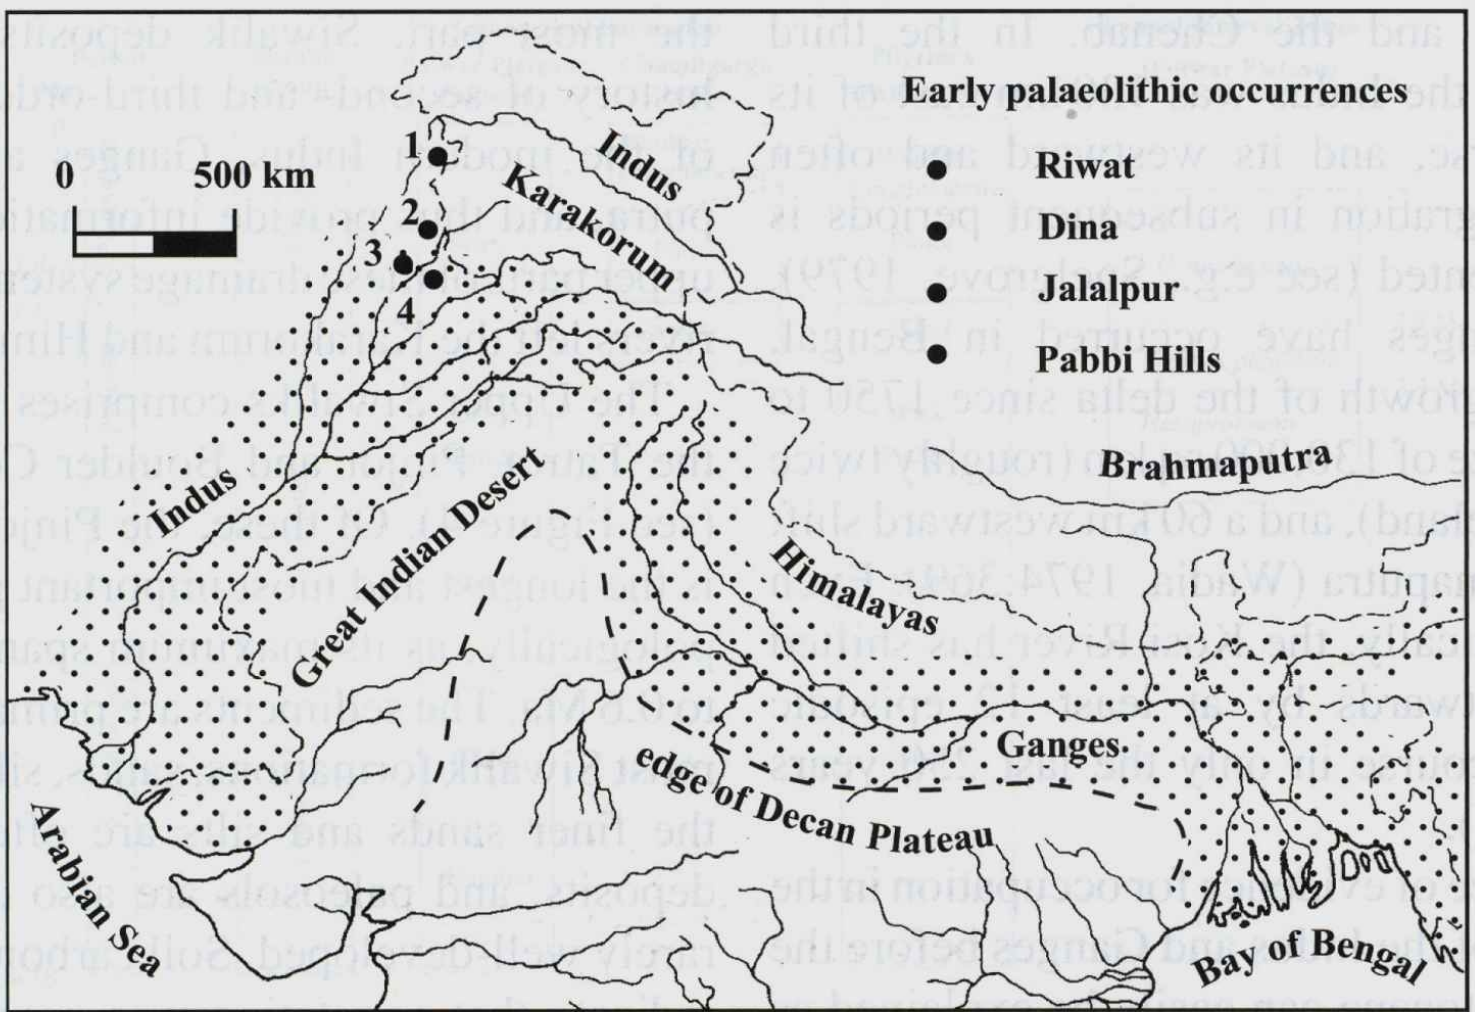 Early palaeolithic occurrences
Riwat
Dina
Jalalpur
Pabbi Hills
0 500 km
1
2
3
4
Indus
Karakorum
Indus
Great Indian Desert
Brahmaputra
Himalayas
Ganges
edge of Decan Plateau
Arabian Sea
Bay of Bengal